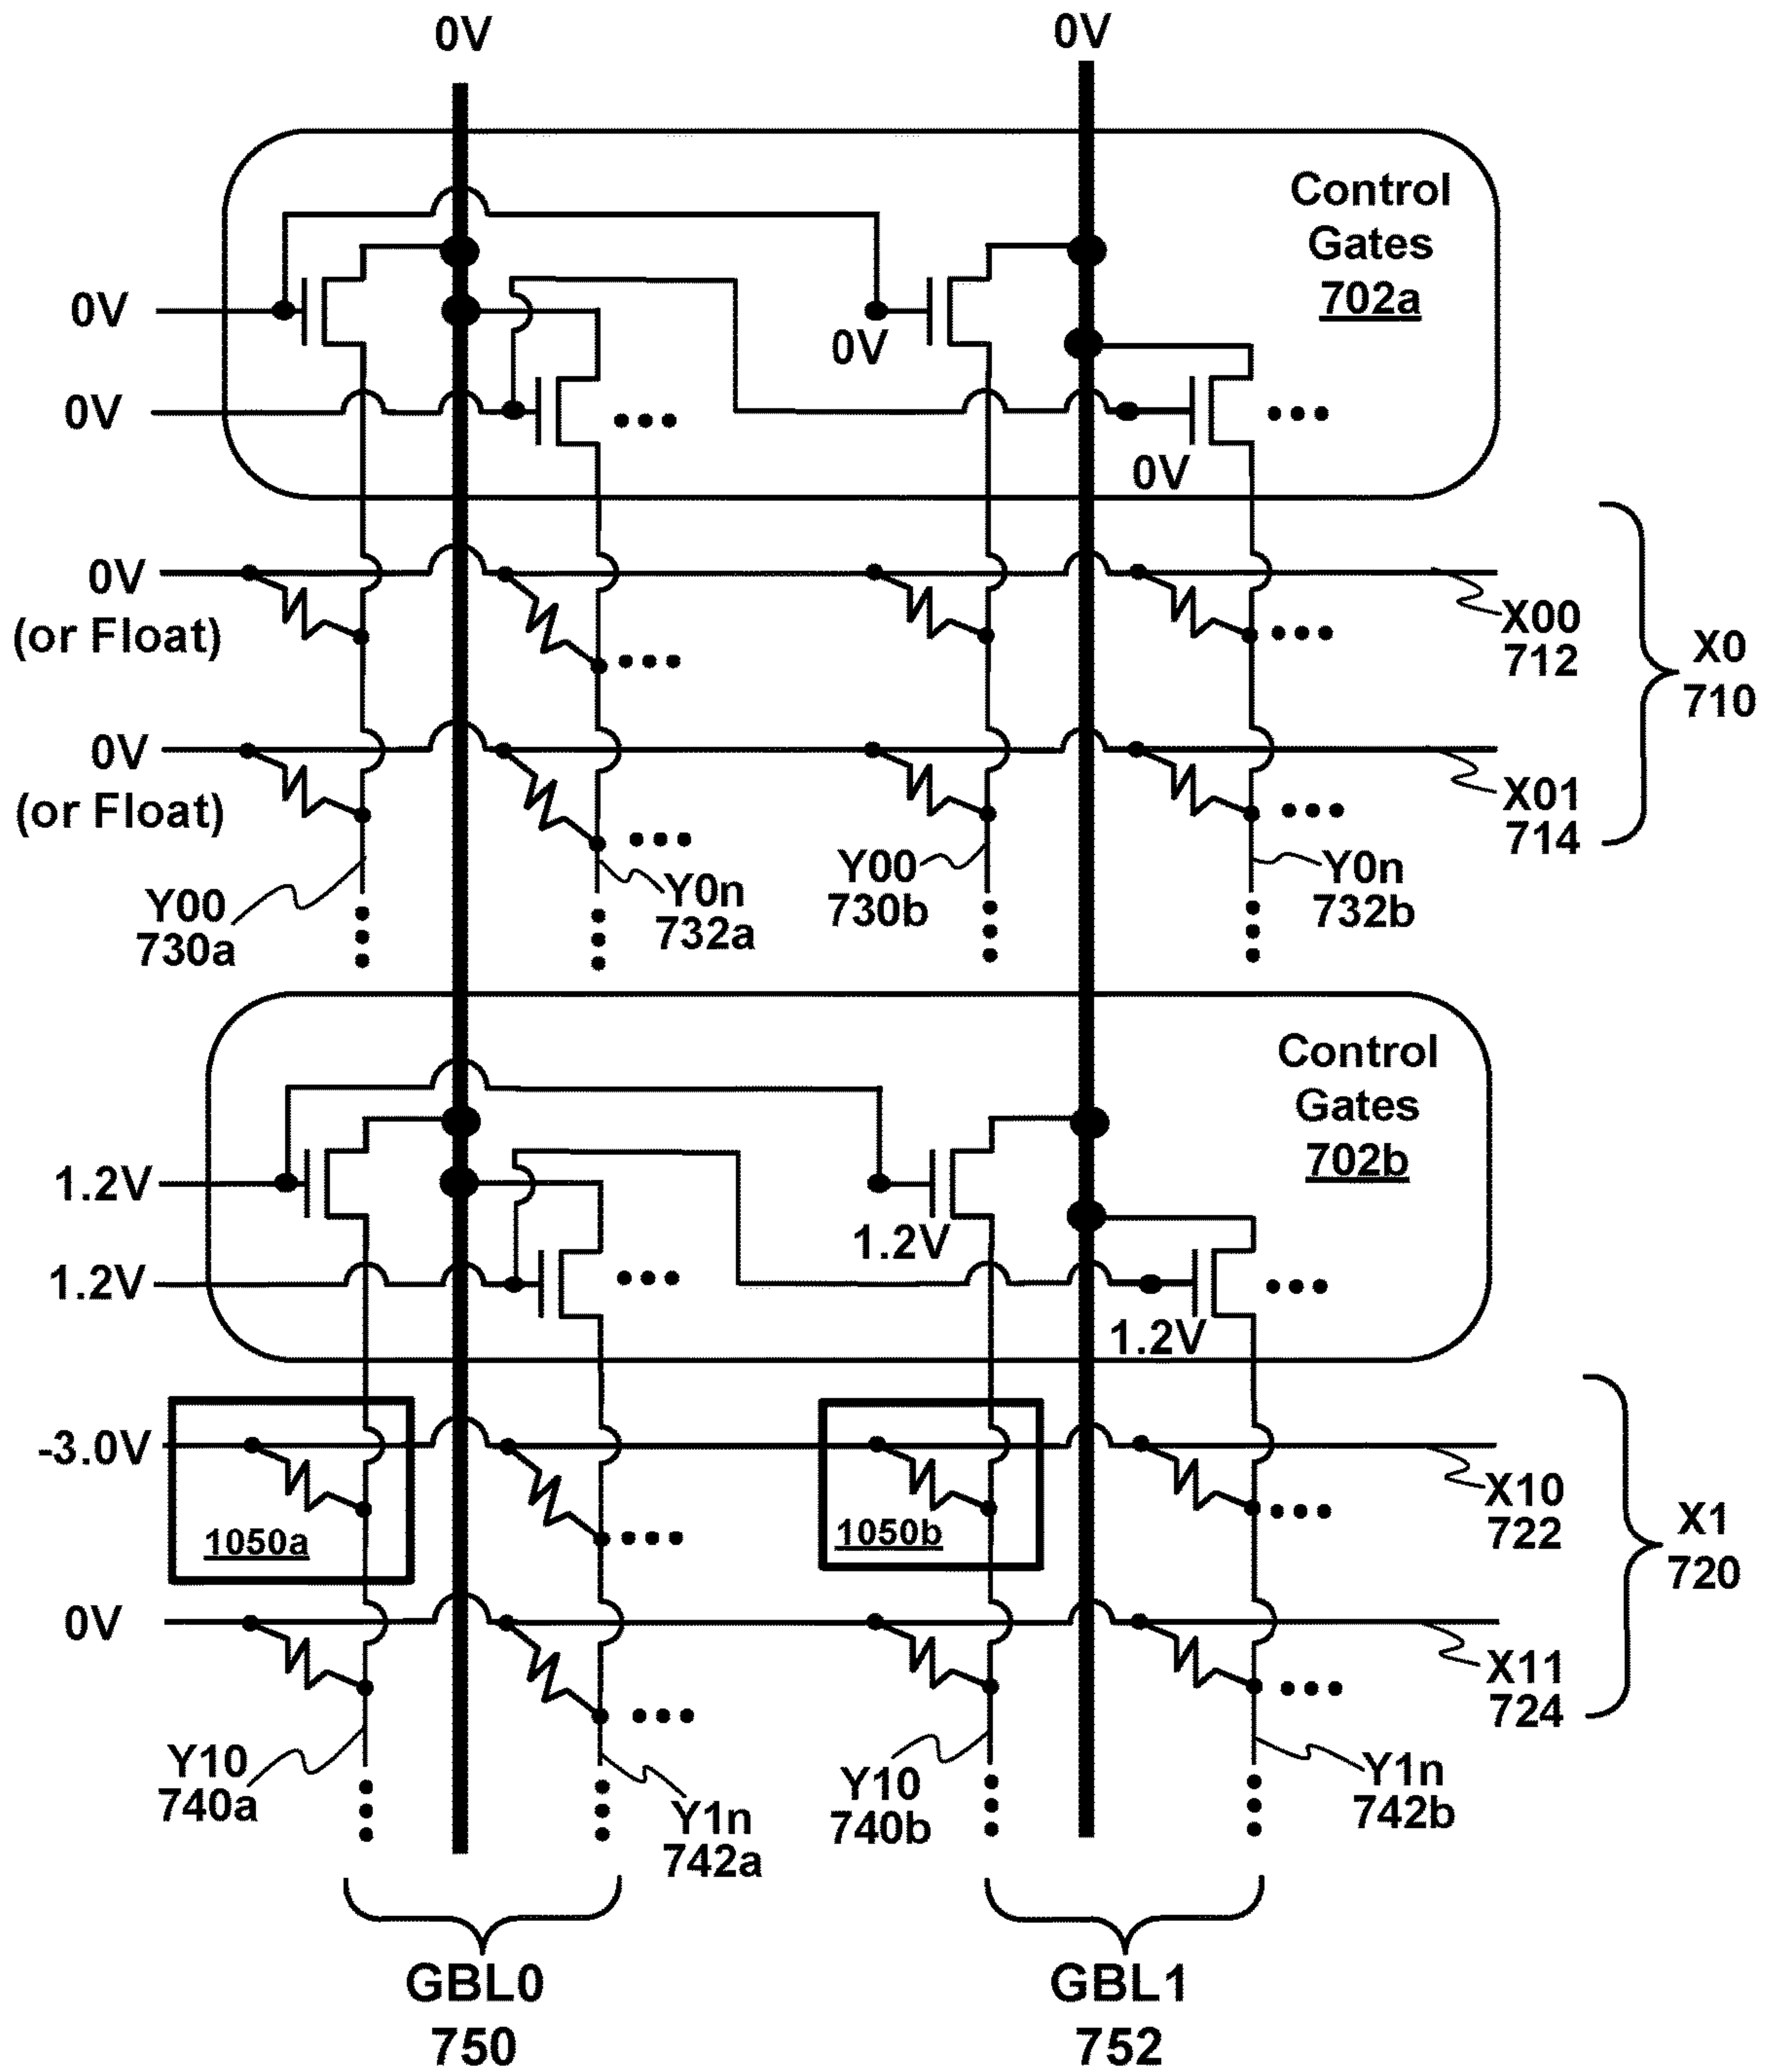 0V
0V
Control
Gates
702a
0V
0V
0V
0V
0V
(or Float)
X00
712
X0
710
0V
(or Float)
X01
714
Y00
730a
Y0n
732a
Y00
730b
Y0n
732b
Control
Gates
702b
1.2V
1.2V
1.2V
1.2V
-3.0V
1050a
1050b
X10
722
X1
720
0V
X11
724
Y10
740a
Y1n
742a
Y10
740b
Y1n
742b
GBL0
750
GBL1
752